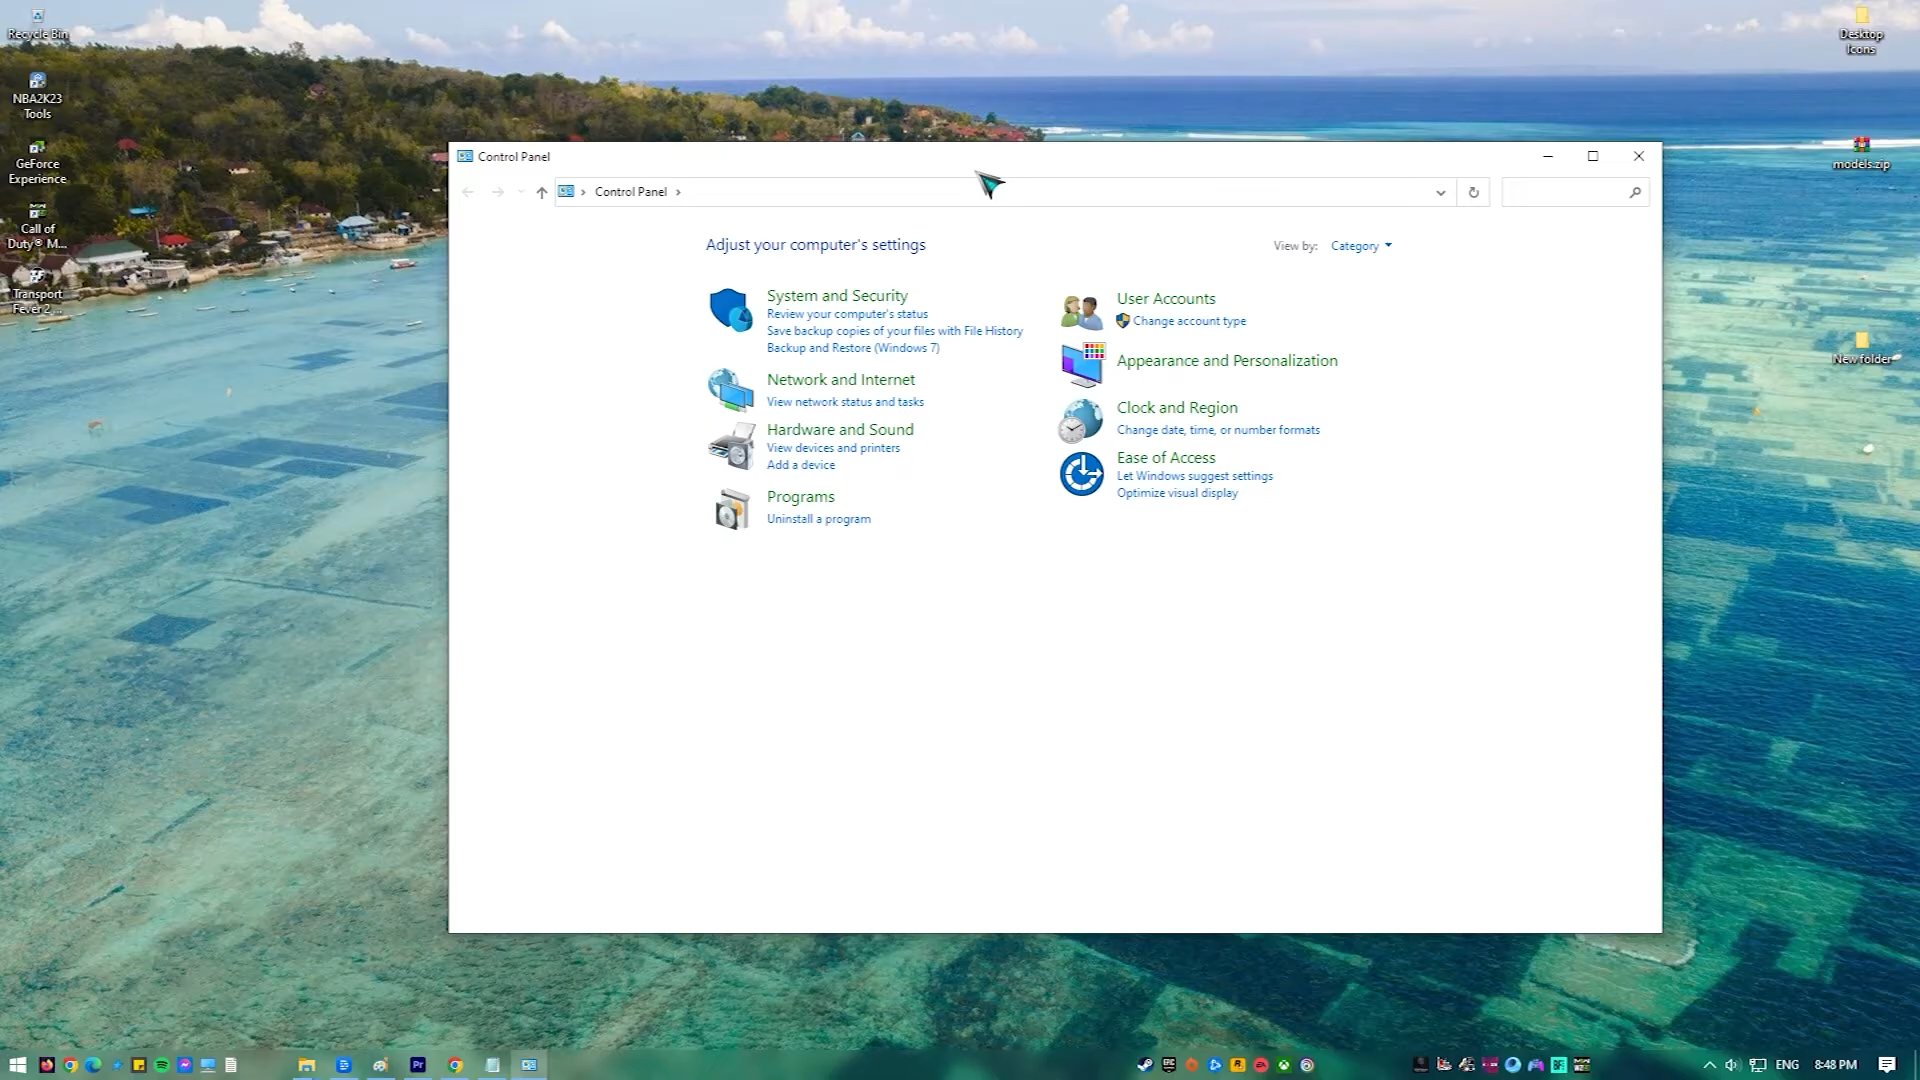 Recycle Bin
NBA2K23
Tools
GeForce
Experience
Call of
Duty® M...
Transport
Fever 2 ...
Desktop
Icons
models.zip
New folder
Control Panel
Control Panel
Adjust your computer's settings
View by: Category
System and Security
Review your computer's status
Save backup copies of your files with File History
Backup and Restore (Windows 7)
Network and Internet
View network status and tasks
Hardware and Sound
View devices and printers
Add a device
Programs
Uninstall a program
User Accounts
Change account type
Appearance and Personalization
Clock and Region
Change date, time, or number formats
Ease of Access
Let Windows suggest settings
Optimize visual display
Pr
EPIC
EA
ENG
8:48 PM